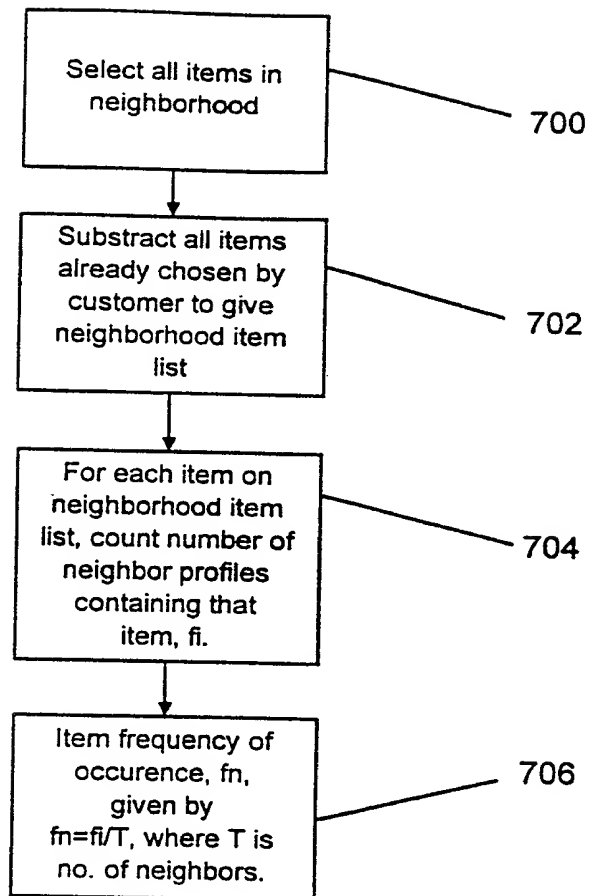 Select all items in
neighborhood
700
Substract all items
already chosen by
customer to give
neighborhood item
list
702
For each item on
neighborhood item
list, count number of
neighbor profiles
containing that
item, fi.
704
Item frequency of
occurence, fn,
given by
fn=fi/T, where T is
no. of neighbors.
706